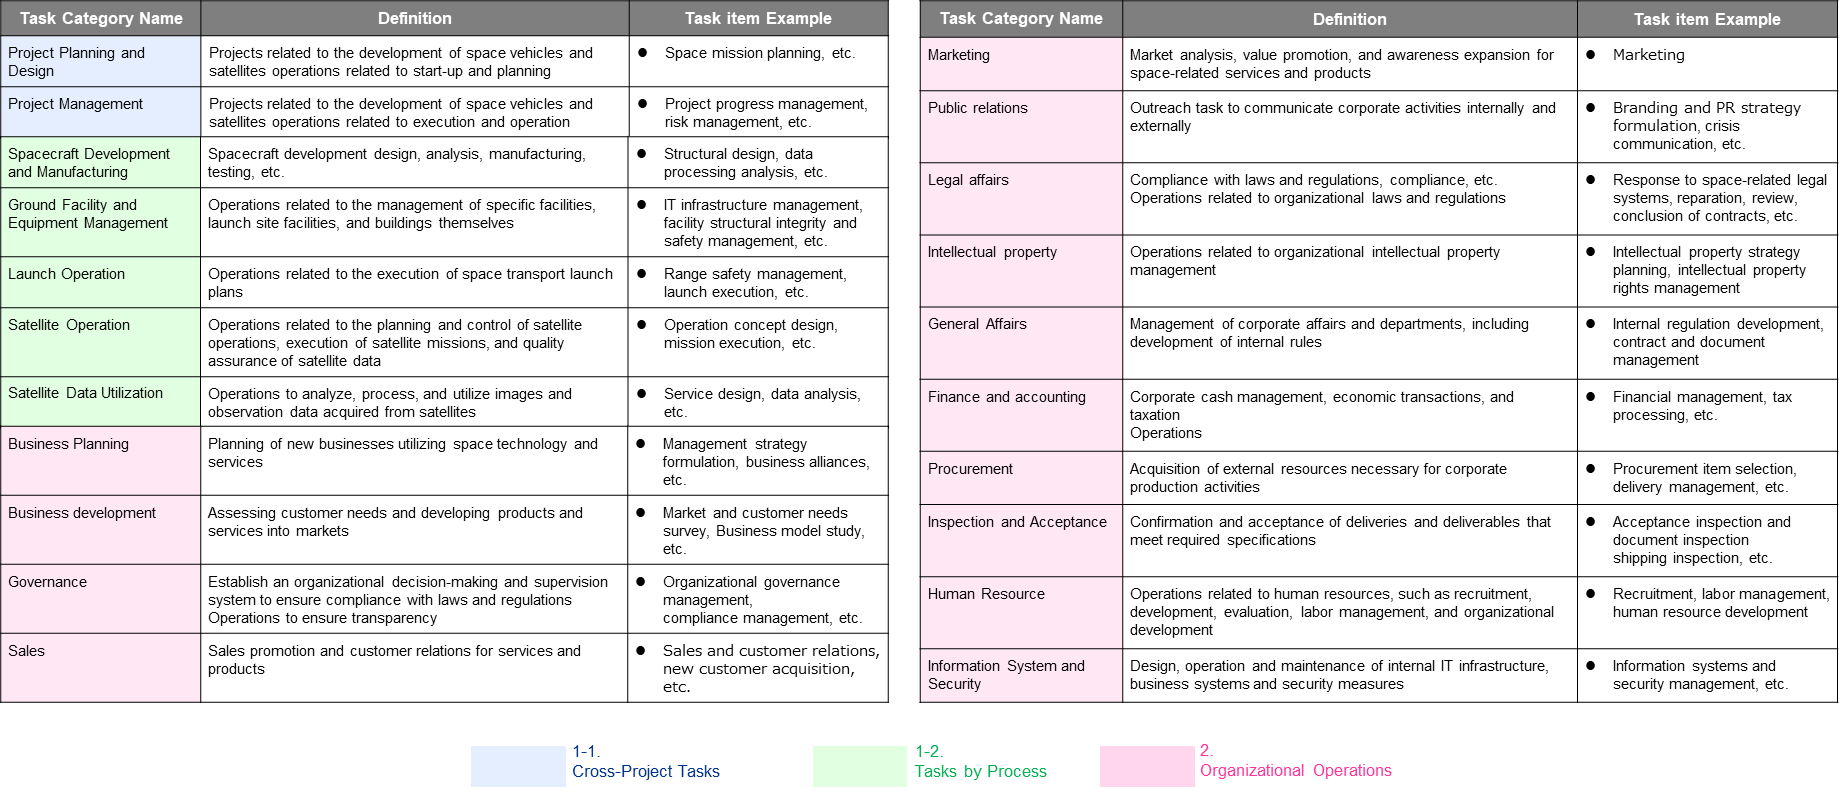 Task Category Name
Definition
Task item Example
Project Planning and
Design
Projects related to the development of space vehicles and
satellites operations related to start-up and planning
● Space mission planning, etc.
Project Management
Projects related to the development of space vehicles and
satellites operations related to execution and operation
● Project progress management,
risk management, etc.
Spacecraft Development
and Manufacturing
Spacecraft development design, analysis, manufacturing,
testing, etc.
● Structural design, data
processing analysis, etc.
Ground Facility and
Equipment Management
Operations related to the management of specific facilities,
launch site facilities, and buildings themselves
● IT infrastructure management,
facility structural integrity and
safety management, etc.
Launch Operation
Operations related to the execution of space transport launch
plans
● Range safety management,
launch execution, etc.
Satellite Operation
Operations related to the planning and control of satellite
operations, execution of satellite missions, and quality
assurance of satellite data
● Operation concept design,
mission execution, etc.
Satellite Data Utilization
Operations to analyze, process, and utilize images and
observation data acquired from satellites
● Service design, data analysis,
etc.
Business Planning
Planning of new businesses utilizing space technology and
services
● Management strategy
formulation, business alliances,
etc.
Business development
Assessing customer needs and developing products and
services into markets
● Market and customer needs
survey, Business model study,
etc.
Governance
Establish an organizational decision-making and supervision
system to ensure compliance with laws and regulations
Operations to ensure transparency
● Organizational governance
management,
compliance management, etc.
Sales
Sales promotion and customer relations for services and
products
● Sales and customer relations,
new customer acquisition,
etc.
Task Category Name
Definition
Task item Example
Marketing
Market analysis, value promotion, and awareness expansion for
space-related services and products
● Marketing
Public relations
Outreach task to communicate corporate activities internally and
externally
● Branding and PR strategy
formulation, crisis
communication, etc.
Legal affairs
Compliance with laws and regulations, compliance, etc.
Operations related to organizational laws and regulations
● Response to space-related legal
systems, reparation, review,
conclusion of contracts, etc.
Intellectual property
Operations related to organizational intellectual property
management
● Intellectual property strategy
planning, intellectual property
rights management
General Affairs
Management of corporate affairs and departments, including
development of internal rules
● Internal regulation development,
contract and document
management
Finance and accounting
Corporate cash management, economic transactions, and
taxation
Operations
● Financial management, tax
processing, etc.
Procurement
Acquisition of external resources necessary for corporate
production activities
● Procurement item selection,
delivery management, etc.
Inspection and Acceptance
Confirmation and acceptance of deliveries and deliverables that
meet required specifications
● Acceptance inspection and
document inspection
shipping inspection, etc.
Human Resource
Operations related to human resources, such as recruitment,
development, evaluation, labor management, and organizational
development
● Recruitment, labor management,
human resource development
Information System and
Security
Design, operation and maintenance of internal IT infrastructure,
business systems and security measures
● Information systems and
security management, etc.
1-1.
Cross-Project Tasks
1-2.
Tasks by Process
2.
Organizational Operations